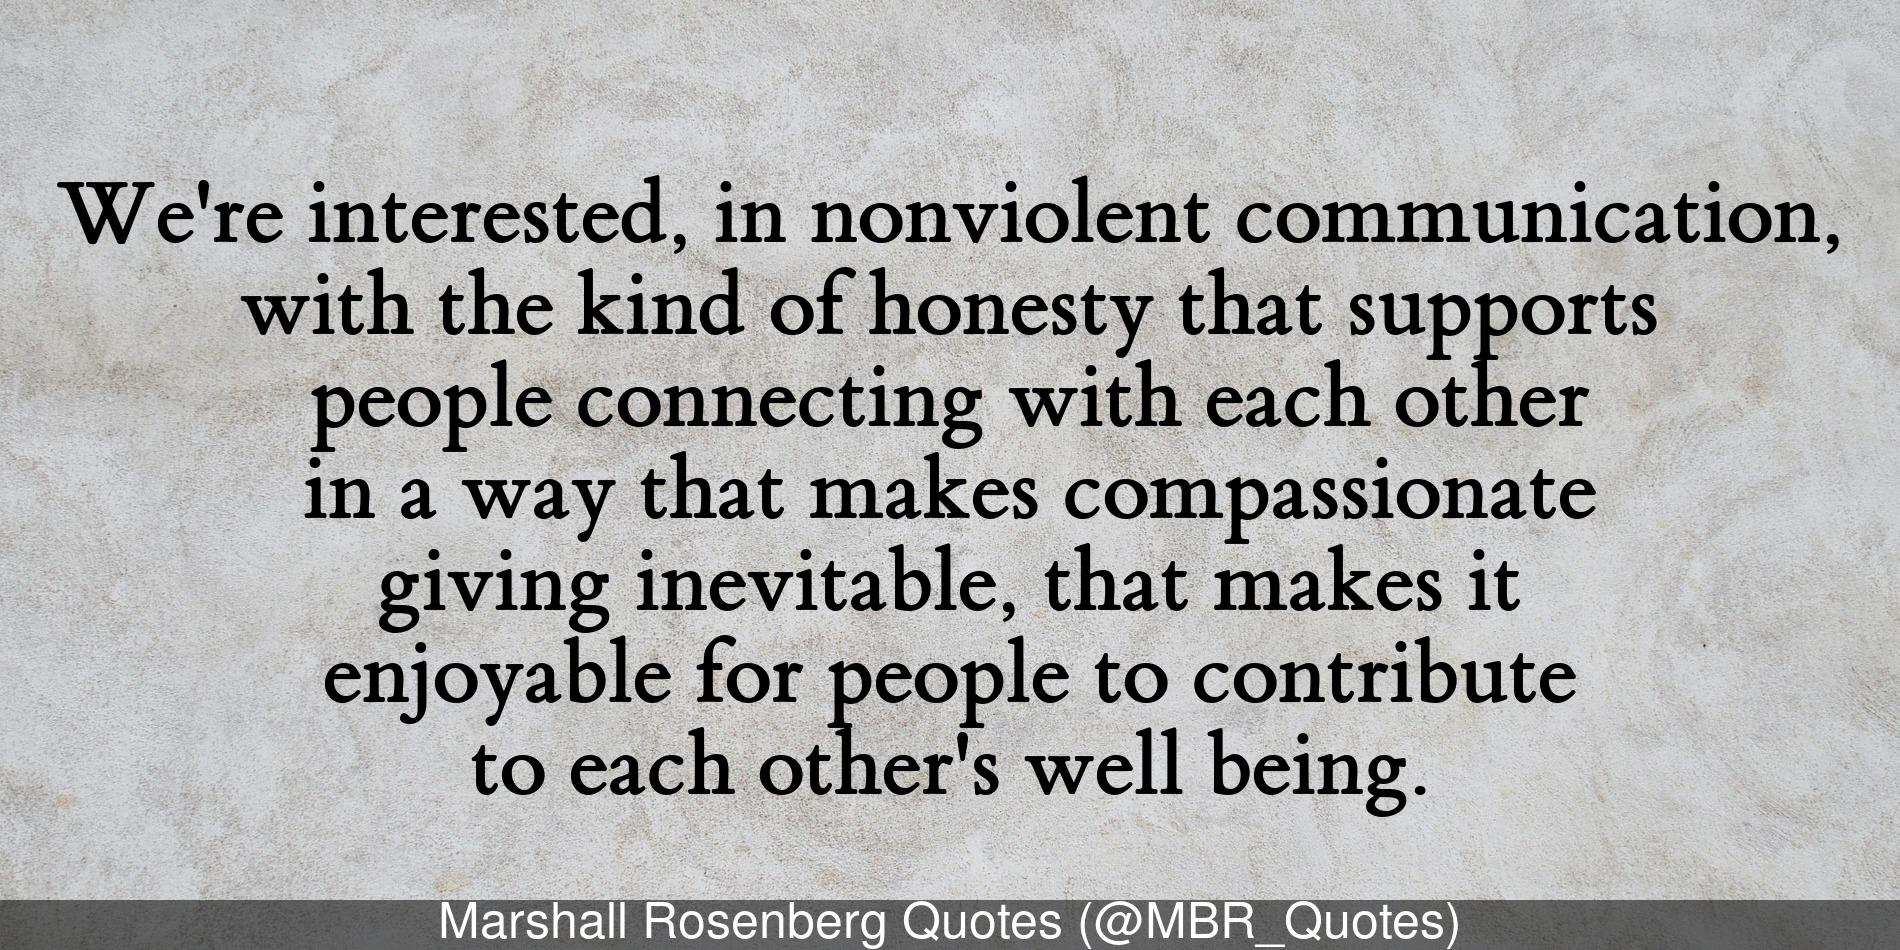 We're interested, in nonviolent communication,
with the kind of honesty that supports
people connecting with each other
in a way that makes compassionate
giving inevitable, that makes it
enjoyable for people to contribute
to each other's well being.
Marshall Rosenberg Quotes (@MBR_Quotes)